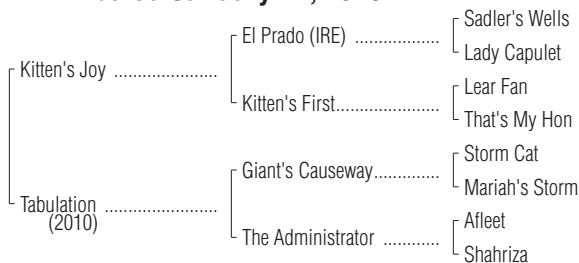 El Prado (IRE) ................... Sadler's Wells
Lady Capulet
Kitten's Joy .......................
Kitten's First....................... Lear Fan
That's My Hon
Giant's Causeway.............. Storm Cat
Mariah's Storm
Tabulation .........................
(2010)
The Administrator ............ Afleet
Shahriza